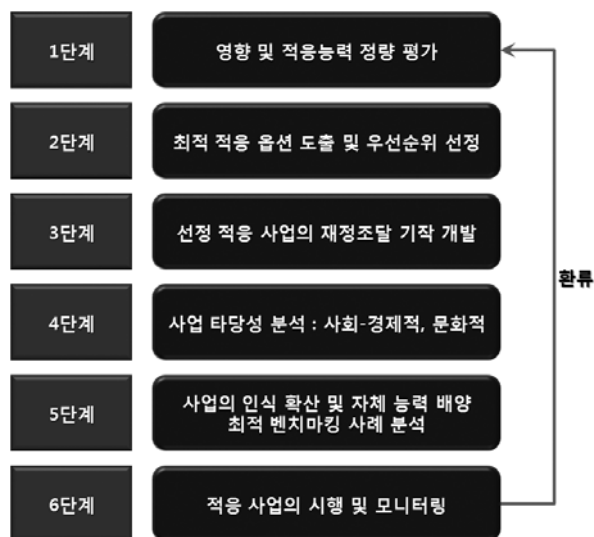 1단계
영향 및 적응능력 정량 평가
2단계
최적 적응 옵션 도출 및 우선순위 선정
3단계
선정 적응 사업의 재정조달 기작 개발
환류
4단계
사업 타당성 분석 : 사회-경제적, 문화적
5단계
사업의 인식 확산 및 자체 능력 배양
최적 벤치마킹 사례 분석
6단계
적응 사업의 시행 및 모니터링